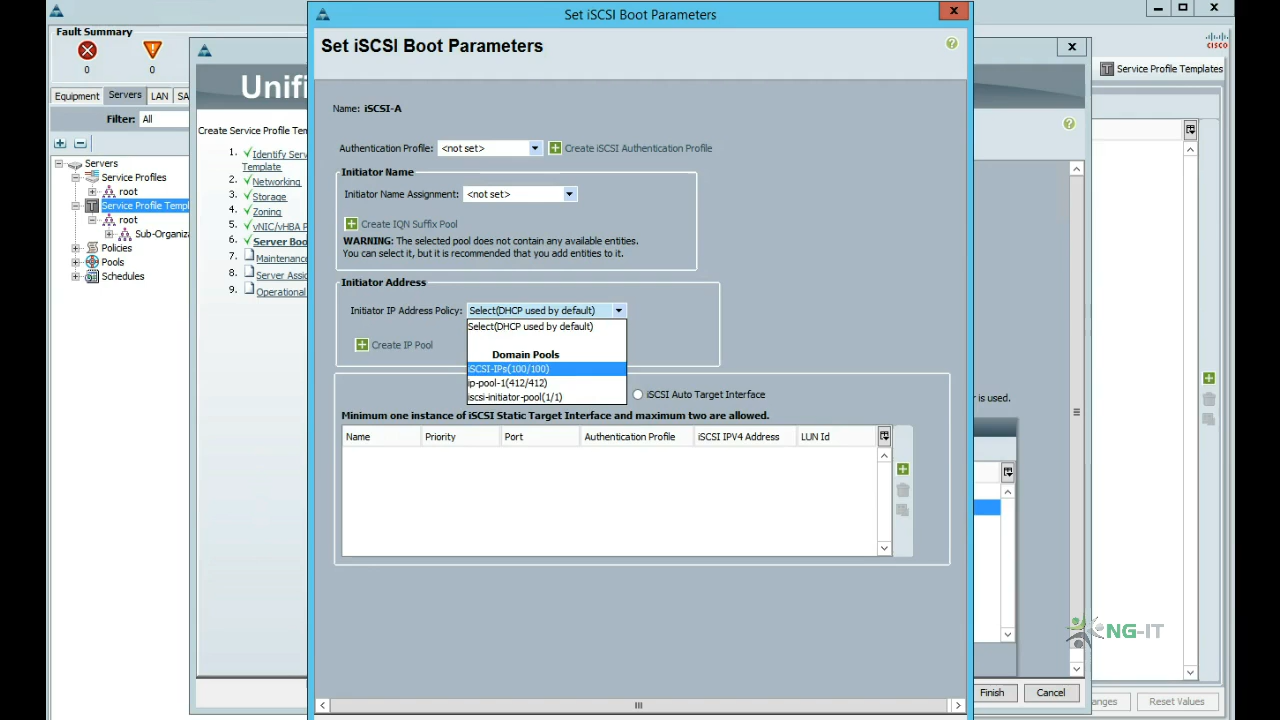 Set iSCSI Boot Parameters
Fault Summary
0
0
Equipment
Servers
LAN
SA
Filter:
All
Servers
Service Profiles
root
Service Profile Templ
root
Sub-Organiza
Policies
Pools
Schedules
Unifi
Create Service Profile Tem
1. Identify Serv
Template
2. Networking
3. Storage
4. Zoning
5. vNIC/vHBA P
6. Server Boo
7. Maintenance
8. Server Assig
9. Operational
Set iSCSI Boot Parameters
Name: iSCSI-A
Authentication Profile: <not set> Create iSCSI Authentication Profile
Initiator Name
Initiator Name Assignment: <not set>
Create IQN Suffix Pool
WARNING: The selected pool does not contain any available entities.
You can select it, but it is recommended that you add entities to it.
Initiator Address
Initiator IP Address Policy: Select(DHCP used by default)
Select(DHCP used by default)
Create IP Pool
Domain Pools
iSCSI-IPs(100/100)
ip-pool-1(412/412)
iscsi-initiator-pool(1/1)
iSCSI Auto Target Interface
Minimum one instance of iSCSI Static Target Interface and maximum two are allowed.
Name Priority Port Authentication Profile iSCSI IPV4 Address LUN Id
CISCO
Service Profile Templates
er is used.
NG-IT
Finish
Cancel
anges
Reset Values